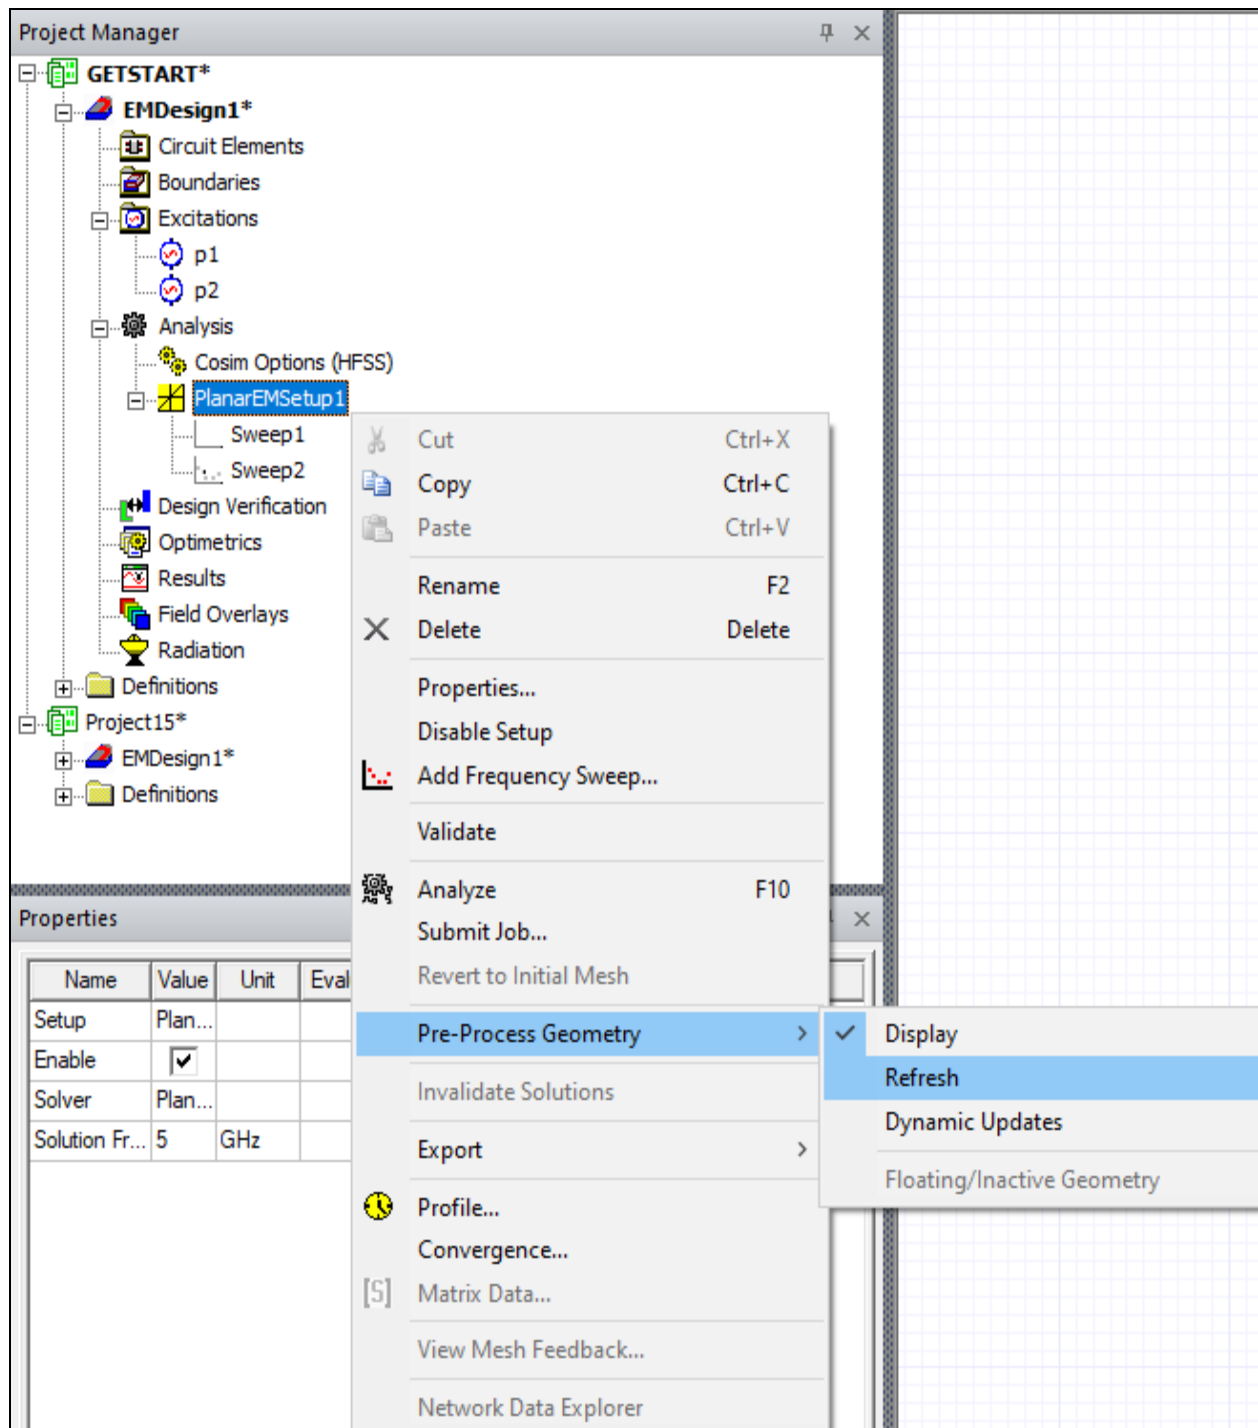 Project Manager
GETSTART*
EMDesign1*
Circuit Elements
Boundaries
Excitations
p1
p2
Analysis
Cosim Options (HFSS)
PlanarEMSetup1
Sweep1
Sweep2
Design Verification
Optimetrics
Results
Field Overlays
Radiation
Definitions
Project15*
EMDesign1*
Definitions
Cut Ctrl+X
Copy Ctrl+C
Paste Ctrl+V
Rename F2
Delete Delete
Properties...
Disable Setup
Add Frequency Sweep...
Validate
Analyze F10
Submit Job...
Revert to Initial Mesh
Pre-Process Geometry
Invalidate Solutions
Export
Profile...
Convergence...
[S] Matrix Data...
View Mesh Feedback...
Network Data Explorer
Display
Refresh
Dynamic Updates
Floating/Inactive Geometry
Properties
Name Value Unit Eval
Setup Plan...
Enable
Solver Plan...
Solution Fr... 5 GHz